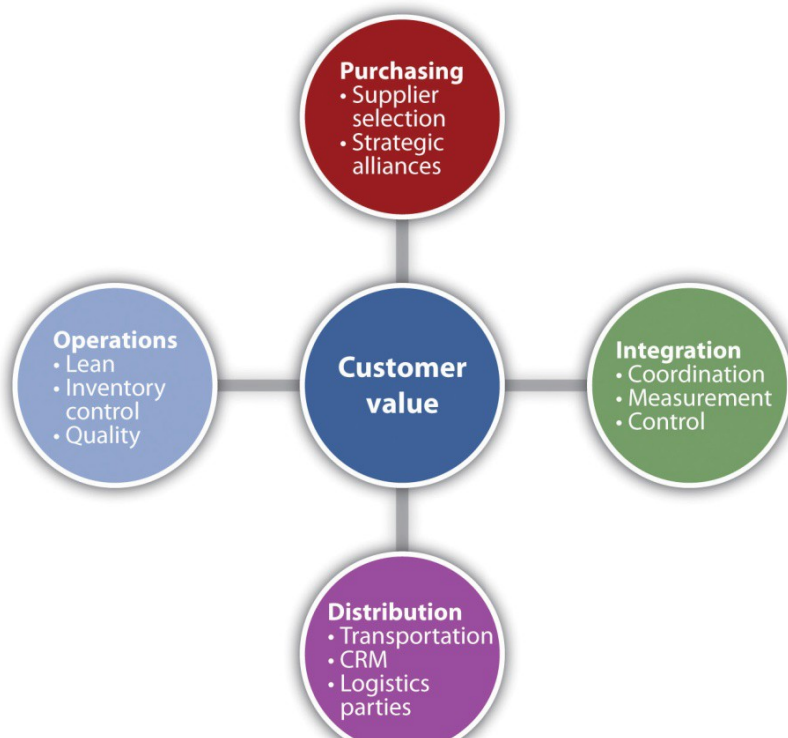 Purchasing
• Supplier
selection
• Strategic
alliances
Operations
• Lean
• Inventory
control
• Quality
Customer
value
Integration
• Coordination
• Measurement
• Control
Distribution
• Transportation
• CRM
• Logistics
parties